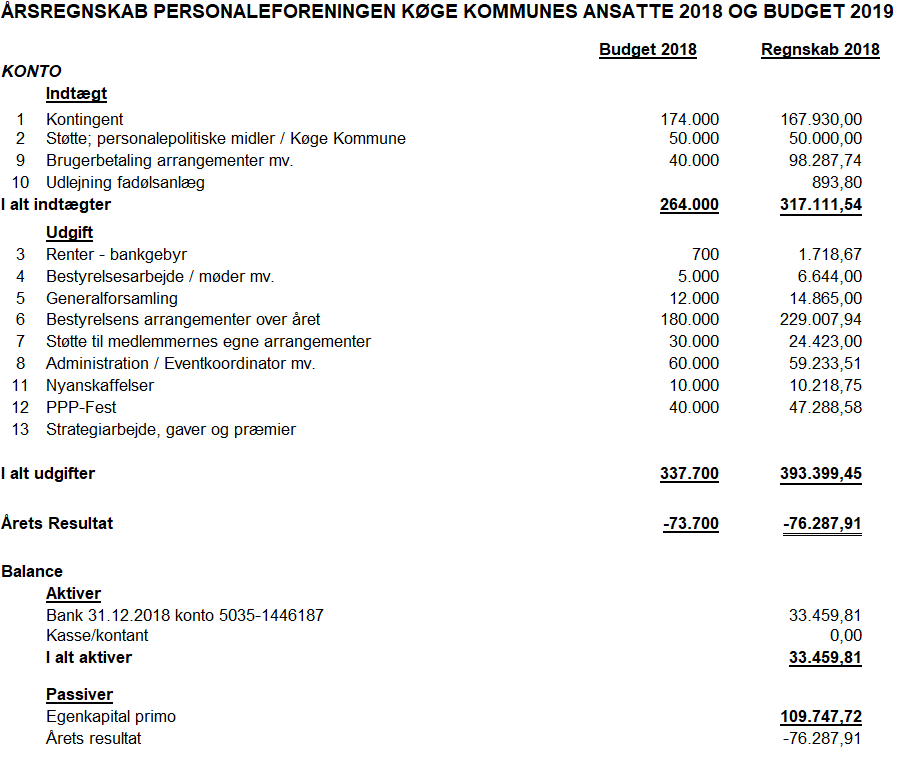 ÅRSREGNSKAB PERSONALEFORENINGEN KØGE KOMMUNES ANSATTE 2018 OG BUDGET 2019
Budget 2018 Regnskab 2018
KONTO
Indtægt
1 Kontingent 174.000 167.930,00
2 Støtte; personalepolitiske midler / Køge Kommune 50.000 50.000,00
9 Brugerbetaling arrangementer mv. 40.000 98.287,74
10 Udlejning fadølsanlæg 893,80
I alt indtægter 264.000 317.111,54
Udgift
3 Renter - bankgebyr 700 1.718,67
4 Bestyrelsesarbejde / møder mv. 5.000 6.644,00
5 Generalforsamling 12.000 14.865,00
6 Bestyrelsens arrangementer over året 180.000 229.007,94
7 Støtte til medlemmernes egne arrangementer 30.000 24.423,00
8 Administration / Eventkoordinator mv. 60.000 59.233,51
11 Nyanskaffelser 10.000 10.218,75
12 PPP-Fest 40.000 47.288,58
13 Strategiarbejde, gaver og præmier
I alt udgifter 337.700 393.399,45
Årets Resultat -73.700 -76.287,91
Balance
Aktiver
Bank 31.12.2018 konto 5035-1446187 33.459,81
Kasse/kontant 0,00
I alt aktiver 33.459,81
Passiver
Egenkapital primo 109.747,72
Årets resultat -76.287,91